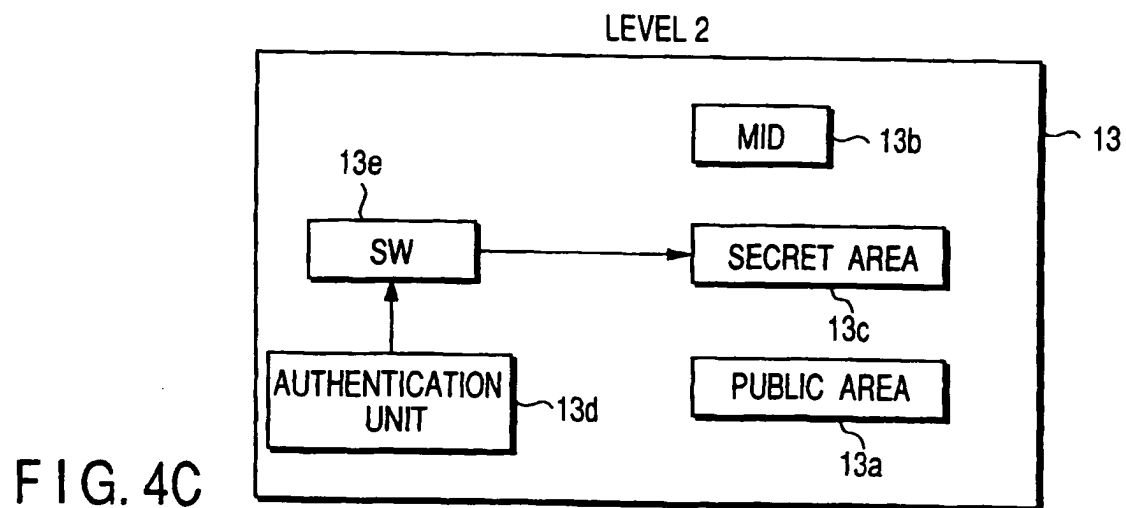 LEVEL 2
MID
13b
13
13e
SW
SECRET AREA
13c
AUTHENTICATION
UNIT
13d
PUBLIC AREA
13a
FIG. 4C